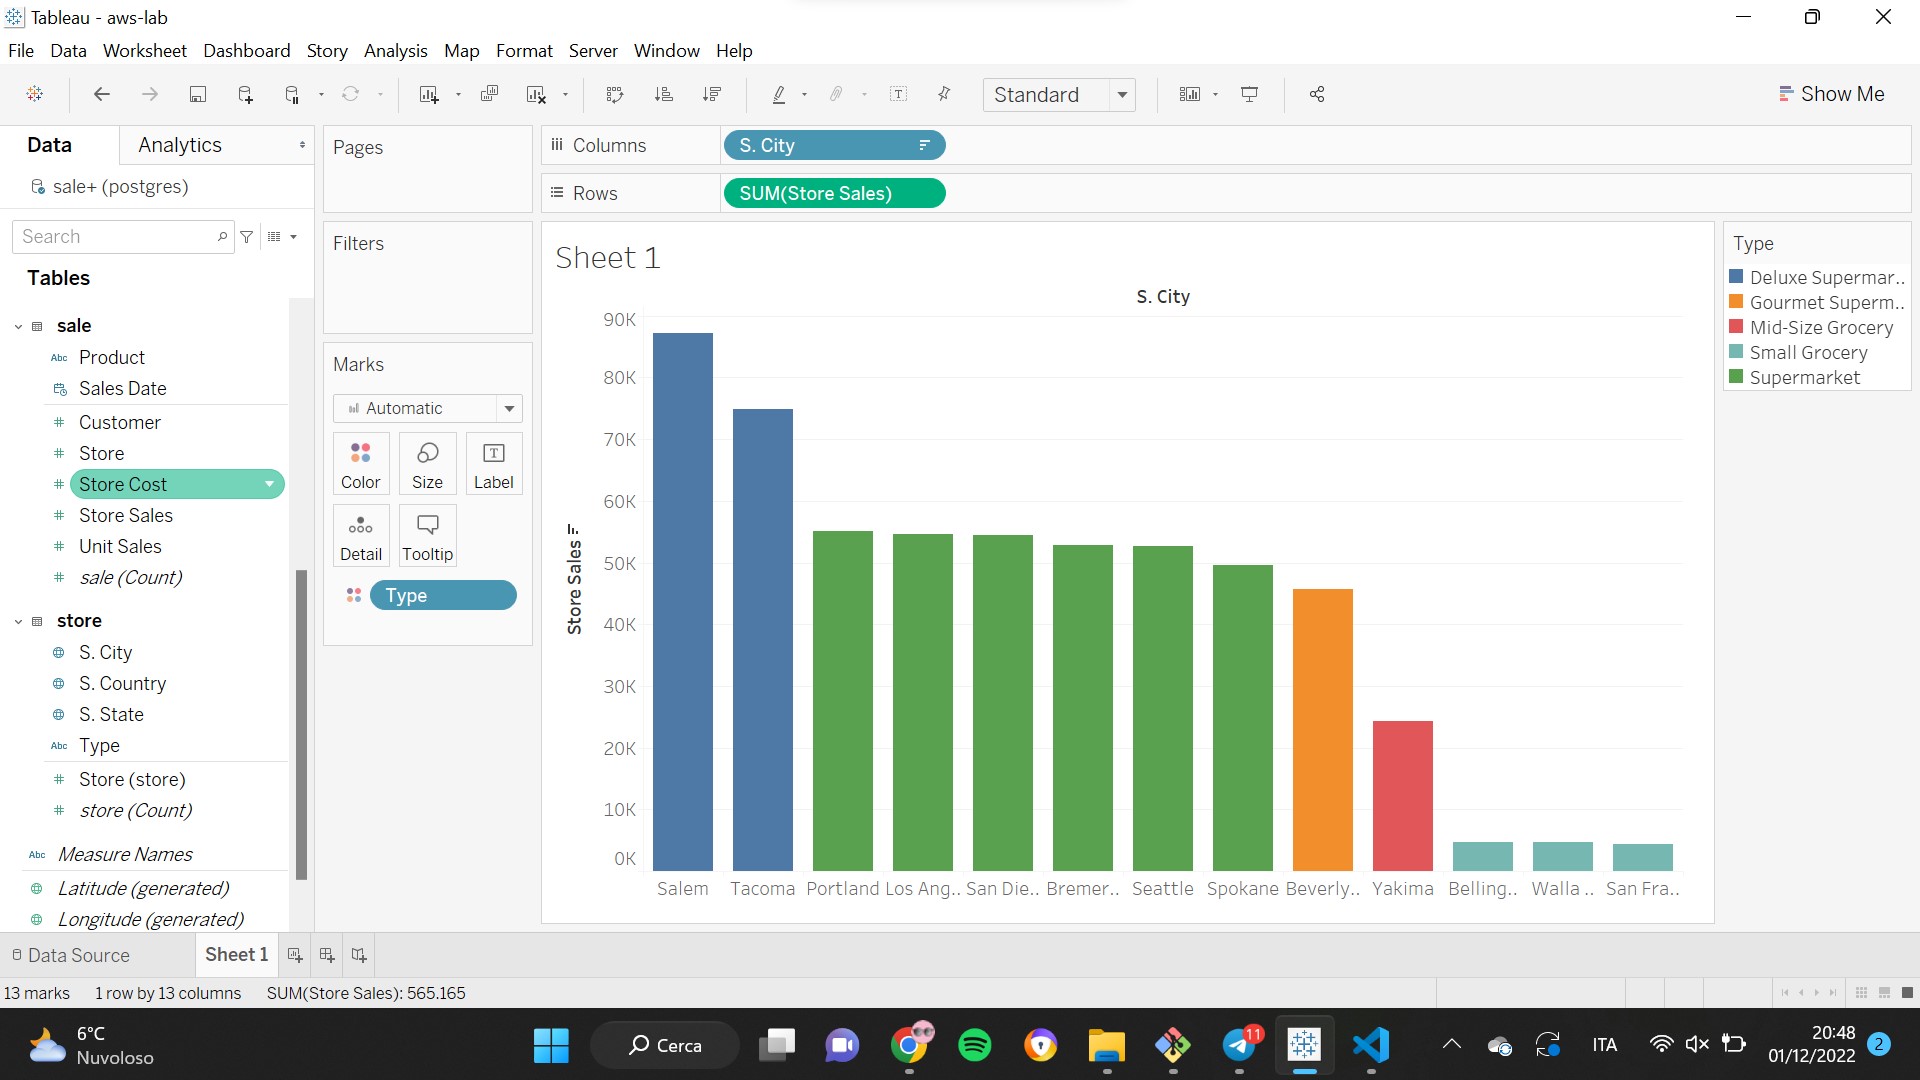 Tableau - aws-lab
File Data Worksheet Dashboard Story Analysis Map Format Server Window Help
Standard
Show Me
Data
Analytics
sale+ (postgres)
Search
Tables
sale
Abc Product
Sales Date
# Customer
# Store
# Store Cost
# Store Sales
# Unit Sales
# sale (Count)
store
S. City
S. Country
S. State
Abc Type
# Store (store)
# store (Count)
Abc Measure Names
Latitude (generated)
Longitude (generated)
Pages
Filters
Marks
Automatic
Color
Size
T
Label
Detail
Tooltip
Type
Columns
S. City
Rows
SUM(Store Sales)
Sheet 1
S. City
Store Sales
90K
80K
70K
60K
50K
40K
30K
20K
10K
0K
Salem Tacoma Portland Los Ang.. San Die.. Bremer.. Seattle Spokane Beverly.. Yakima Belling.. Walla .. San Fra..
Type
Deluxe Supermar..
Gourmet Superm..
Mid-Size Grocery
Small Grocery
Supermarket
Data Source
Sheet 1
13 marks 1 row by 13 columns SUM(Store Sales): 565.165
6°C
Nuvoloso
Cerca
11
ITA
20:48
01/12/2022
2